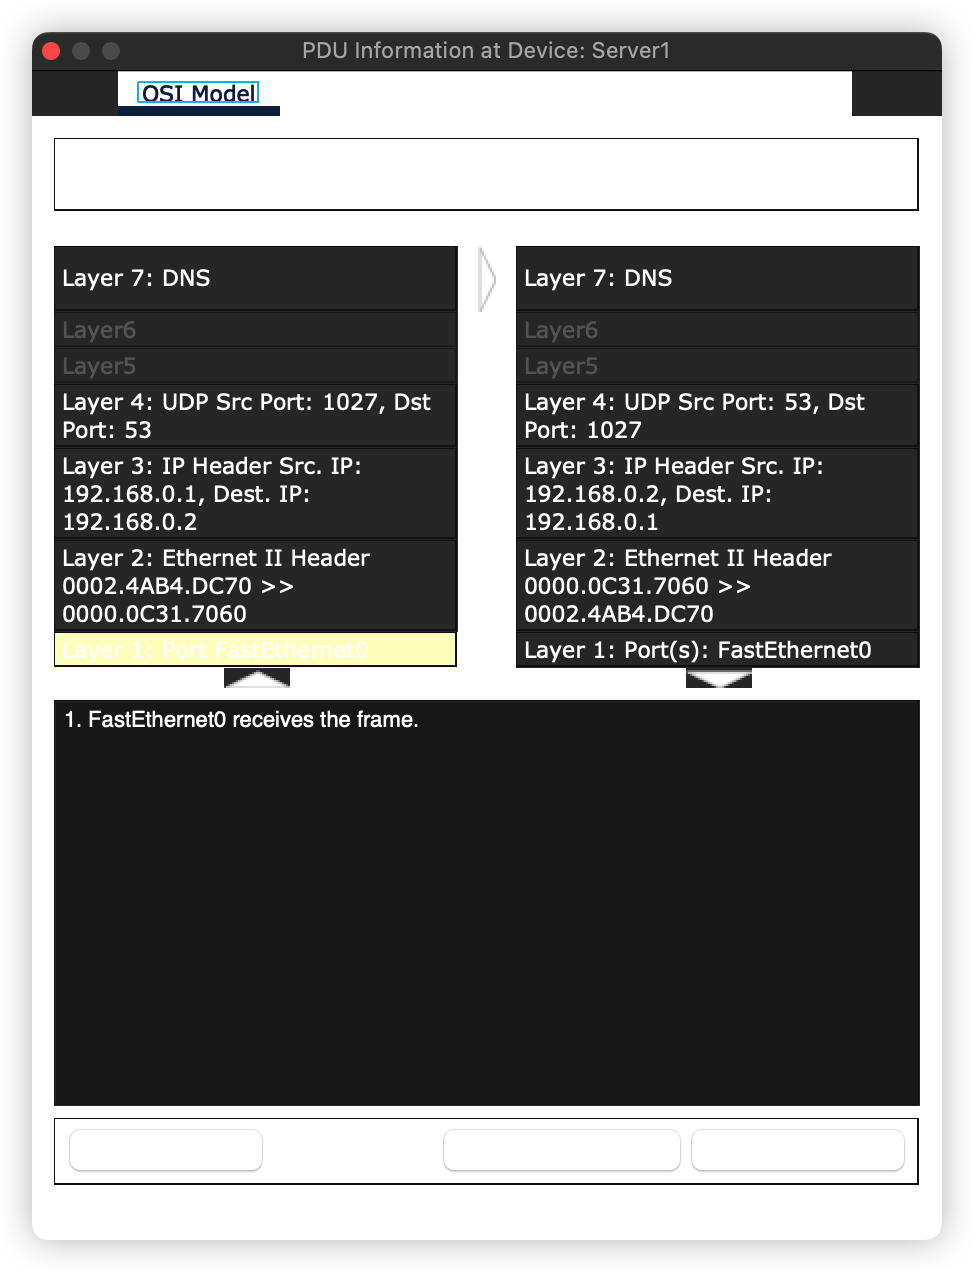 PDU Information at Device: Server1
OSI Model
Layer 7: DNS
Layer6
Layer5
Layer 4: UDP Src Port: 1027, Dst
Port: 53
Layer 3: IP Header Src. IP:
192.168.0.1, Dest. IP:
192.168.0.2
Layer 2: Ethernet II Header
0002.4AB4.DC70 >>
0000.0C31.7060
Layer 1: Port FastEthernet0
Layer 7: DNS
Layer6
Layer5
Layer 4: UDP Src Port: 53, Dst
Port: 1027
Layer 3: IP Header Src. IP:
192.168.0.2, Dest. IP:
192.168.0.1
Layer 2: Ethernet II Header
0000.0C31.7060 >>
0002.4AB4.DC70
Layer 1: Port(s): FastEthernet0
1. FastEthernet0 receives the frame.